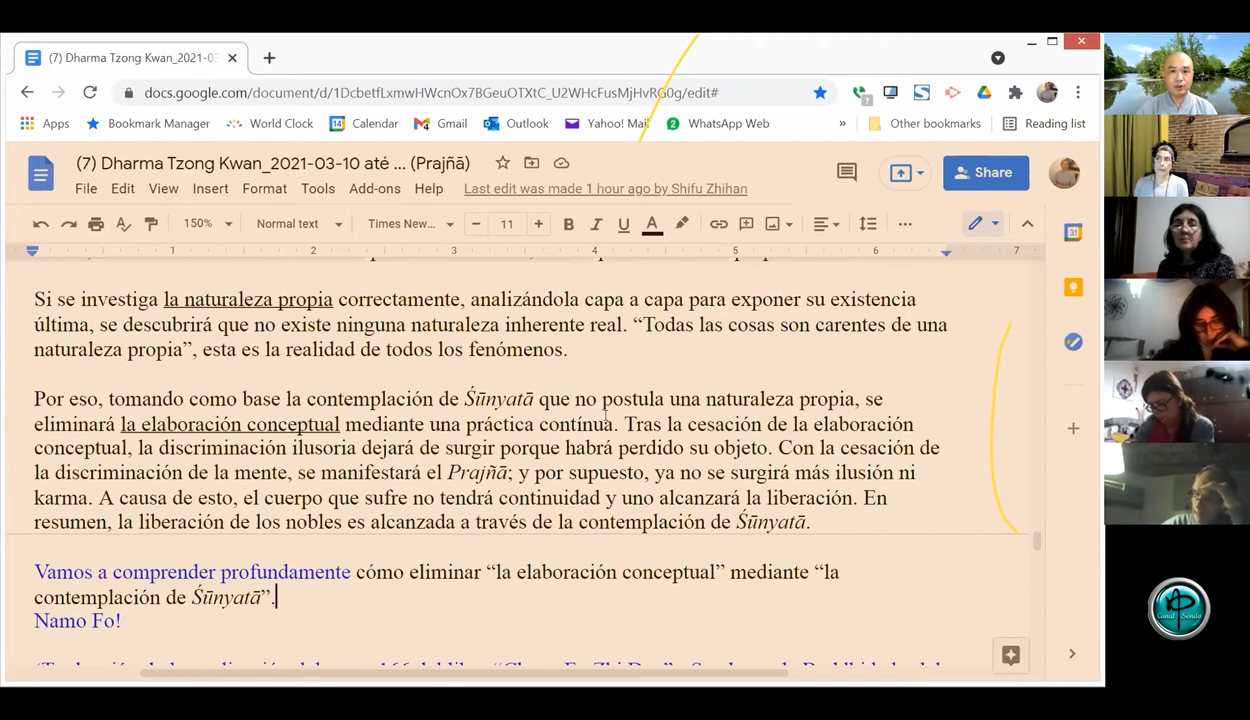 (7) Dharma Tzong Kwan_2021-03
docs.google.com/document/d/1DcbetfLxmwHWcnOx7BGeuOTXtC_U2WHcFusMjHvRG0g/edit#
Apps Bookmark Manager World Clock Calendar Gmail Outlook Yahoo! Mail WhatsApp Web » Other bookmarks Reading list
(7) Dharma Tzong Kwan_2021-03-10 até ... (Prajñā)
File Edit View Insert Format Tools Add-ons Help Last edit was made 1 hour ago by Shifu Zhihan
Share
150% Normal text Times New... 11 B I U A
1 2 3 4 5 6 7
Si se investiga la naturaleza propia correctamente, analizándola capa a capa para exponer su existencia
última, se descubrirá que no existe ninguna naturaleza inherente real. “Todas las cosas son carentes de una
naturaleza propia”, esta es la realidad de todos los fenómenos.
Por eso, tomando como base la contemplación de Śūnyatā que no postula una naturaleza propia, se
eliminará la elaboración conceptual mediante una práctica contínua. Tras la cesación de la elaboración
conceptual, la discriminación ilusoria dejará de surgir porque habrá perdido su objeto. Con la cesación de
la discriminación de la mente, se manifestará el Prajñā; y por supuesto, ya no se surgirá más ilusión ni
karma. A causa de esto, el cuerpo que sufre no tendrá continuidad y uno alcanzará la liberación. En
resumen, la liberación de los nobles es alcanzada a través de la contemplación de Śūnyatā.
Vamos a comprender profundamente cómo eliminar “la elaboración conceptual” mediante “la
contemplación de Śūnyatā”.
Namo Fo!
Canal Sendo